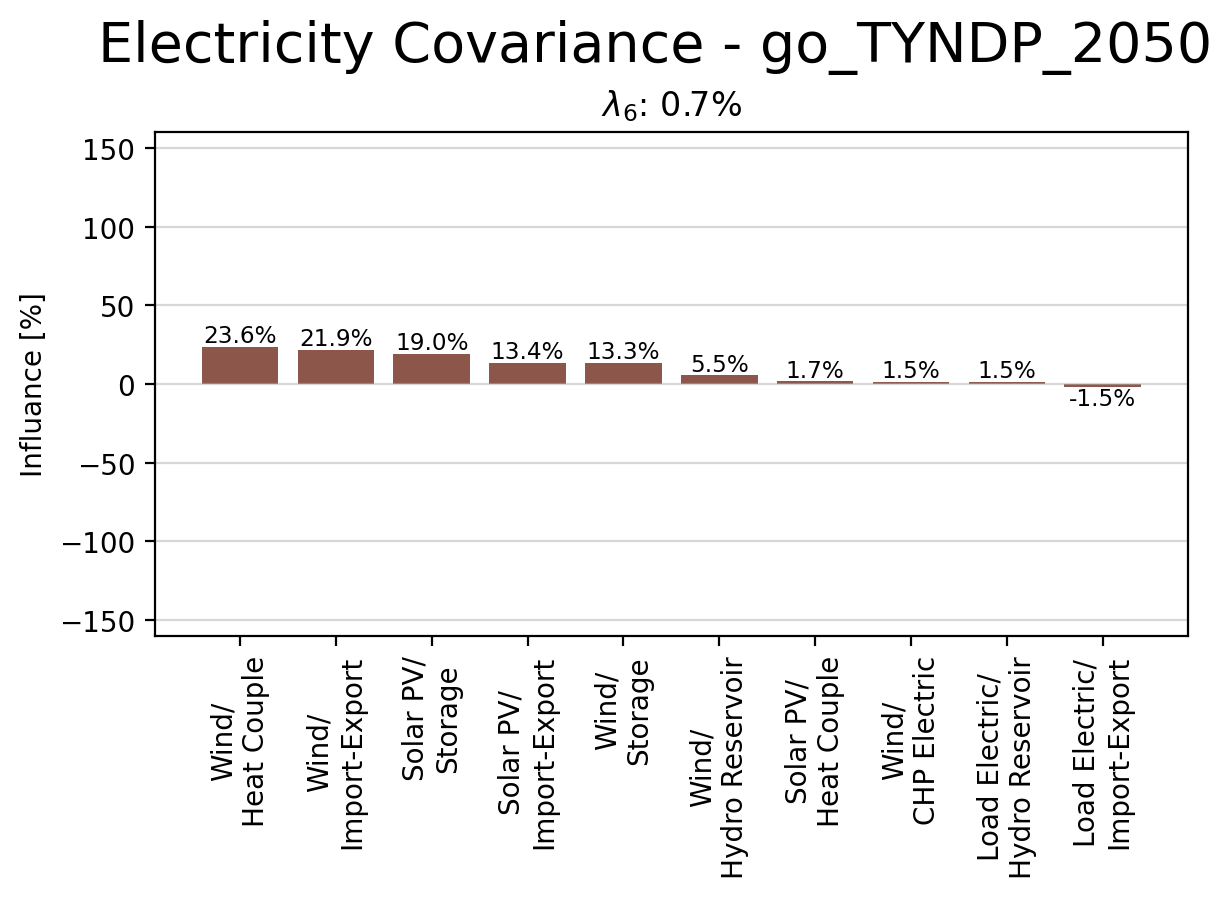 Electricity Covariance - go_TYNDP_2050
λ6: 0.7%
Influance [%]
150
100
50
0
−50
−100
−150
23.6%
21.9%
19.0%
13.4%
13.3%
5.5%
1.7%
1.5%
1.5%
-1.5%
Wind/
Heat Couple
Wind/
Import-Export
Solar PV/
Storage
Solar PV/
Import-Export
Wind/
Storage
Wind/
Hydro Reservoir
Solar PV/
Heat Couple
Wind/
CHP Electric
Load Electric/
Hydro Reservoir
Load Electric/
Import-Export